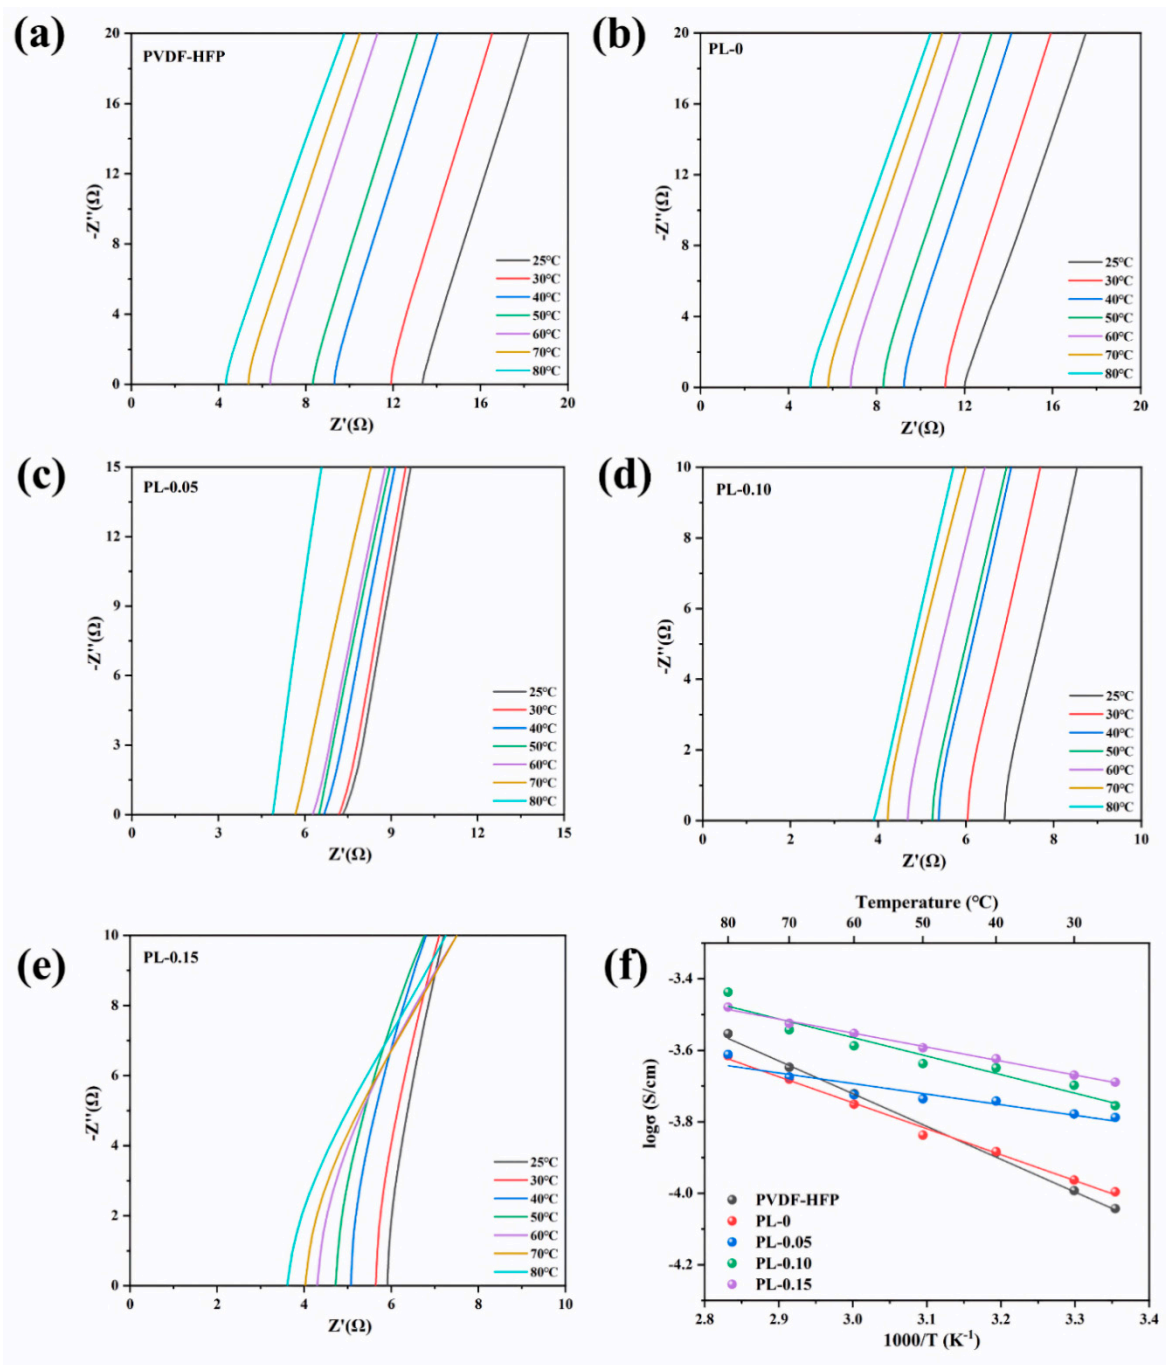 (a)
PVDF-HFP
20
16
12
8
4
0
-Z''(Ω)
25℃
30℃
40℃
50℃
60℃
70℃
80℃
0 4 8 12 16 20
Z'(Ω)
(b)
PL-0
20
16
12
8
4
0
-Z''(Ω)
25℃
30℃
40℃
50℃
60℃
70℃
80℃
0 4 8 12 16 20
Z'(Ω)
(c)
PL-0.05
15
12
9
6
3
0
-Z''(Ω)
25℃
30℃
40℃
50℃
60℃
70℃
80℃
0 3 6 9 12 15
Z'(Ω)
(d)
PL-0.10
10
8
6
4
2
0
-Z''(Ω)
25℃
30℃
40℃
50℃
60℃
70℃
80℃
0 2 4 6 8 10
Z'(Ω)
(e)
PL-0.15
10
8
6
4
2
0
-Z''(Ω)
25℃
30℃
40℃
50℃
60℃
70℃
80℃
0 2 4 6 8 10
Z'(Ω)
(f)
Temperature (℃)
80 70 60 50 40 30
-3.4
-3.6
-3.8
-4.0
-4.2
logσ (S/cm)
PVDF-HFP
PL-0
PL-0.05
PL-0.10
PL-0.15
2.8 2.9 3.0 3.1 3.2 3.3 3.4
1000/T (K⁻¹)